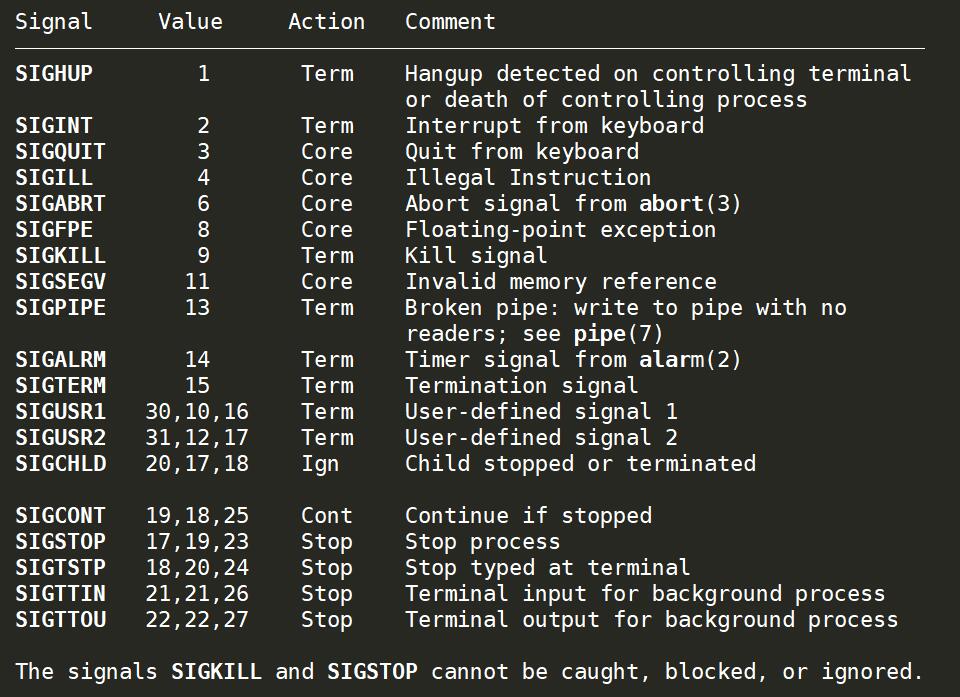 Signal Value Action Comment
SIGHUP 1 Term Hangup detected on controlling terminal
or death of controlling process
SIGINT 2 Term Interrupt from keyboard
SIGQUIT 3 Core Quit from keyboard
SIGILL 4 Core Illegal Instruction
SIGABRT 6 Core Abort signal from abort(3)
SIGFPE 8 Core Floating-point exception
SIGKILL 9 Term Kill signal
SIGSEGV 11 Core Invalid memory reference
SIGPIPE 13 Term Broken pipe: write to pipe with no
readers; see pipe(7)
SIGALRM 14 Term Timer signal from alarm(2)
SIGTERM 15 Term Termination signal
SIGUSR1 30,10,16 Term User-defined signal 1
SIGUSR2 31,12,17 Term User-defined signal 2
SIGCHLD 20,17,18 Ign Child stopped or terminated
SIGCONT 19,18,25 Cont Continue if stopped
SIGSTOP 17,19,23 Stop Stop process
SIGTSTP 18,20,24 Stop Stop typed at terminal
SIGTTIN 21,21,26 Stop Terminal input for background process
SIGTTOU 22,22,27 Stop Terminal output for background process
The signals SIGKILL and SIGSTOP cannot be caught, blocked, or ignored.